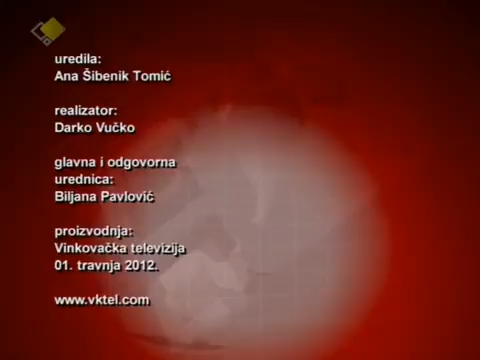 uredila:
Ana Šibenik Tomić
realizator:
Darko Vučko
glavna i odgovorna
urednica:
Biljana Pavlović
proizvodnja:
Vinkovačka televizija
01. travnja 2012.
www.vktel.com